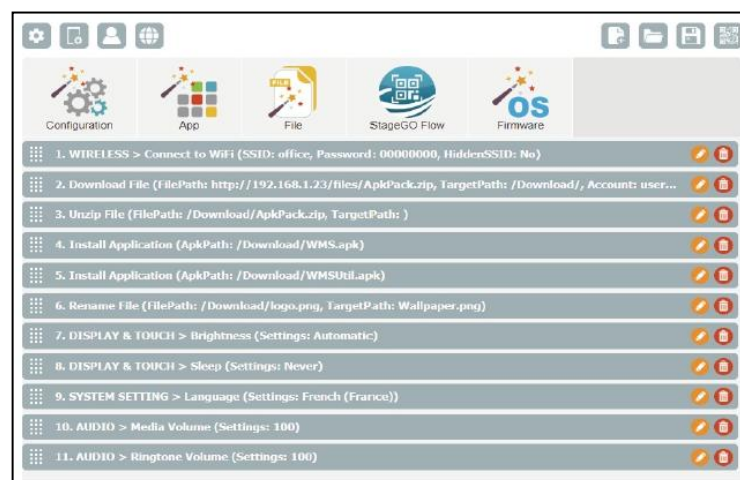 FILE
OS
Configuration App File StageGO Flow Firmware
1. WIRELESS > Connect to WiFi (SSID: office, Password: 00000000, HiddenSSID: No)
2. Download File (FilePath: http://192.168.1.23/files/ApkPack.zip, TargetPath: /Download/, Account: user...
3. Unzip File (FilePath: /Download/ApkPack.zip, TargetPath: )
4. Install Application (ApkPath: /Download/WMS.apk)
5. Install Application (ApkPath: /Download/WMSUtil.apk)
6. Rename File (FilePath: /Download/logo.png, TargetPath: Wallpaper.png)
7. DISPLAY & TOUCH > Brightness (Settings: Automatic)
8. DISPLAY & TOUCH > Sleep (Settings: Never)
9. SYSTEM SETTING > Language (Settings: French (France))
10. AUDIO > Media Volume (Settings: 100)
11. AUDIO > Ringtone Volume (Settings: 100)